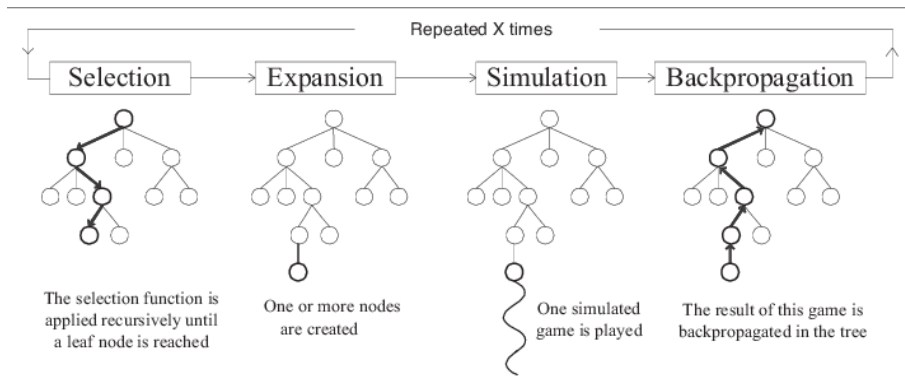 Repeated X times
Selection
Expansion
Simulation
Backpropagation
The selection function is
applied recursively until
a leaf node is reached
One or more nodes
are created
One simulated
game is played
The result of this game is
backpropagated in the tree